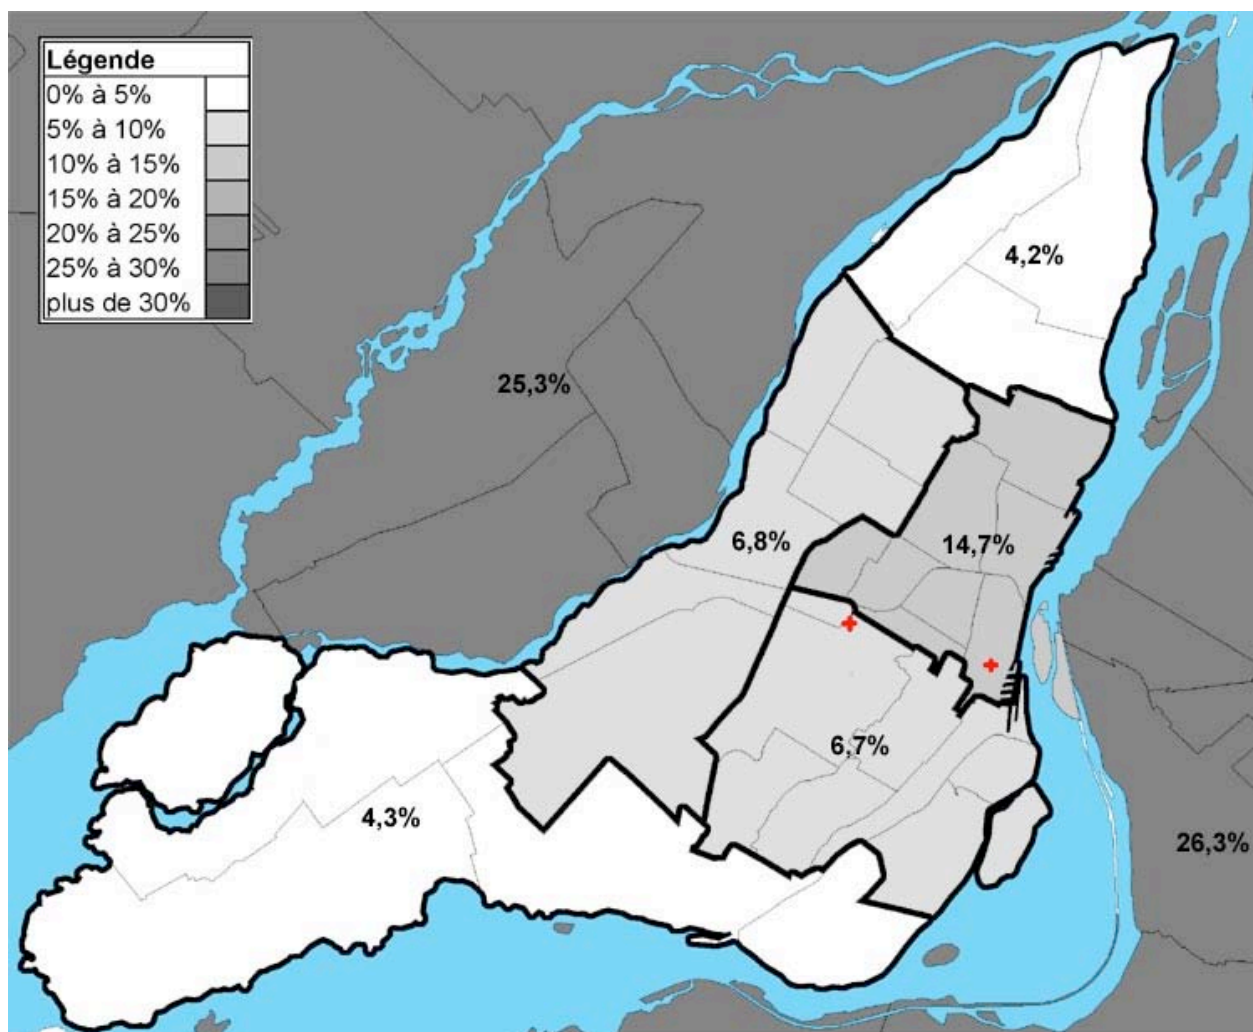 Légende
0% à 5%
5% à 10%
10% à 15%
15% à 20%
20% à 25%
25% à 30%
plus de 30%
4,2%
25,3%
6,8%
14,7%
6,7%
4,3%
26,3%